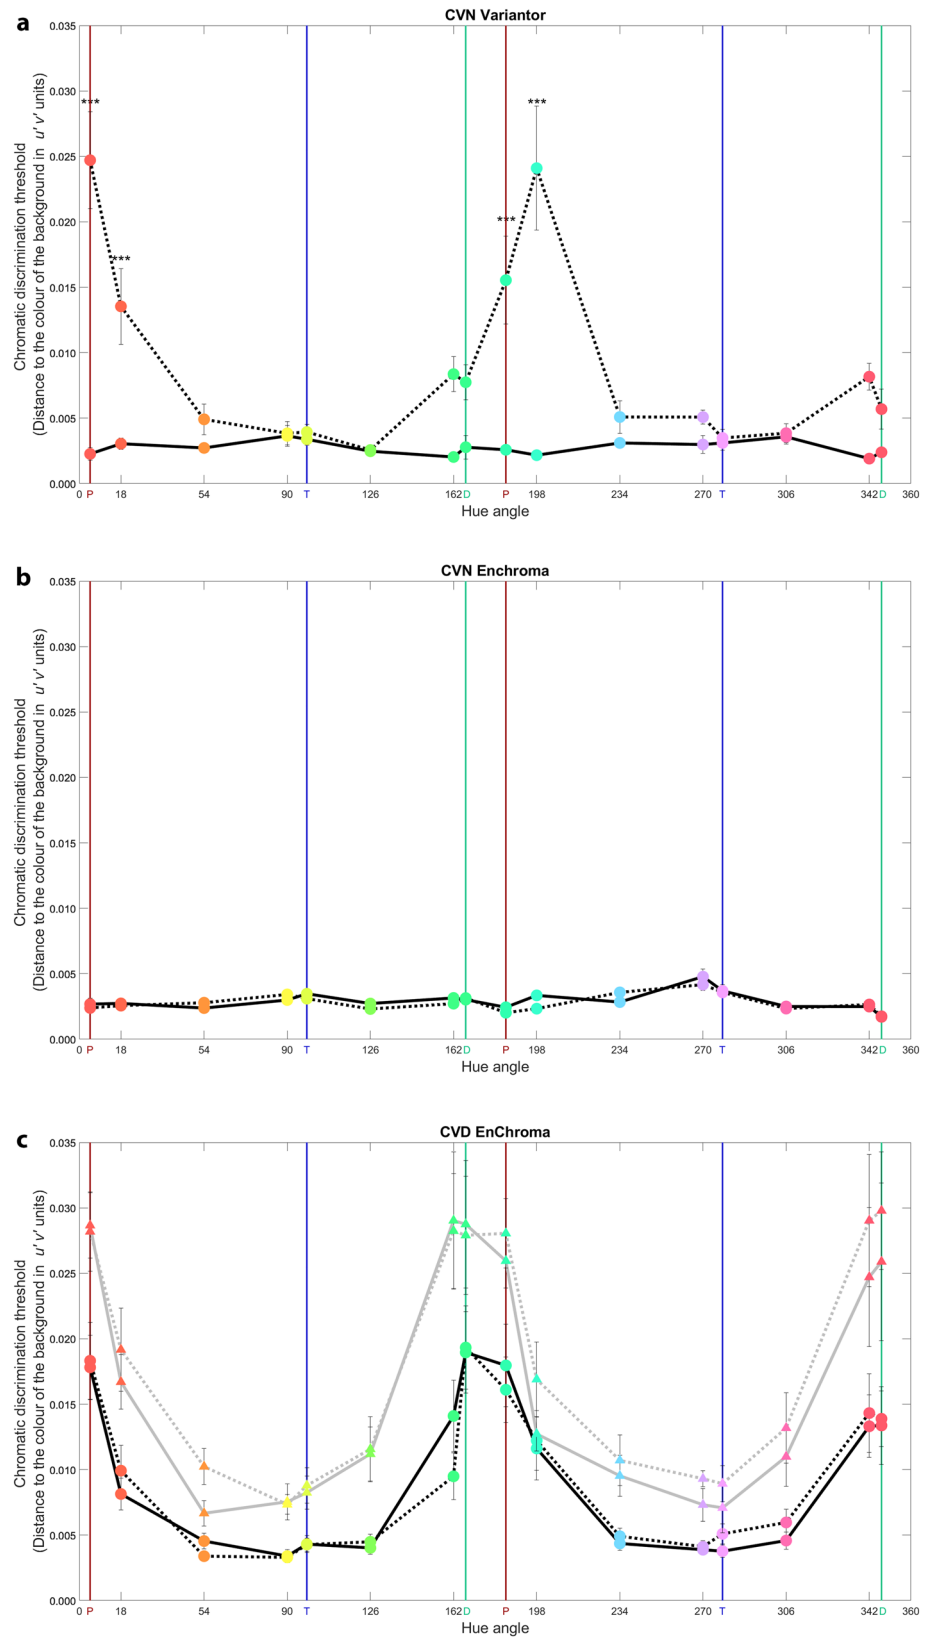 a
CVN Variantor
Chromatic discrimination threshold
(Distance to the colour of the background in u' v' units)
0.035
0.030
0.025
0.020
0.015
0.010
0.005
0.000
***
***
***
***
0 P 18 54 90 T 126 162 D P 198 234 270 T 306 342 D 360
Hue angle
b
CVN Enchroma
Chromatic discrimination threshold
(Distance to the colour of the background in u' v' units)
0.035
0.030
0.025
0.020
0.015
0.010
0.005
0.000
0 P 18 54 90 T 126 162 D P 198 234 270 T 306 342 D 360
Hue angle
c
CVD EnChroma
Chromatic discrimination threshold
(Distance to the colour of the background in u' v' units)
0.035
0.030
0.025
0.020
0.015
0.010
0.005
0.000
0 P 18 54 90 T 126 162 D P 198 234 270 T 306 342 D 360
Hue angle